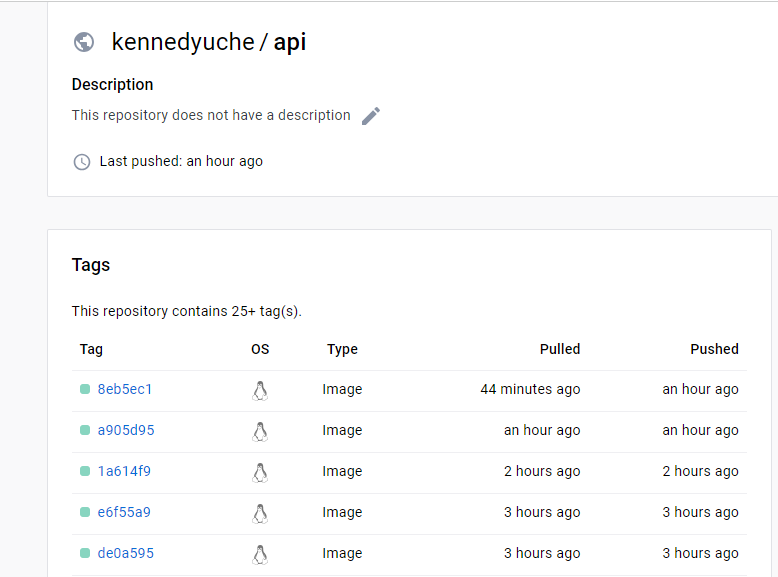 kennedyuche / api
Description
This repository does not have a description
Last pushed: an hour ago
Tags
This repository contains 25+ tag(s).
Tag OS Type Pulled Pushed
8eb5ec1 Image 44 minutes ago an hour ago
a905d95 Image an hour ago an hour ago
1a614f9 Image 2 hours ago 2 hours ago
e6f55a9 Image 3 hours ago 3 hours ago
de0a595 Image 3 hours ago 3 hours ago